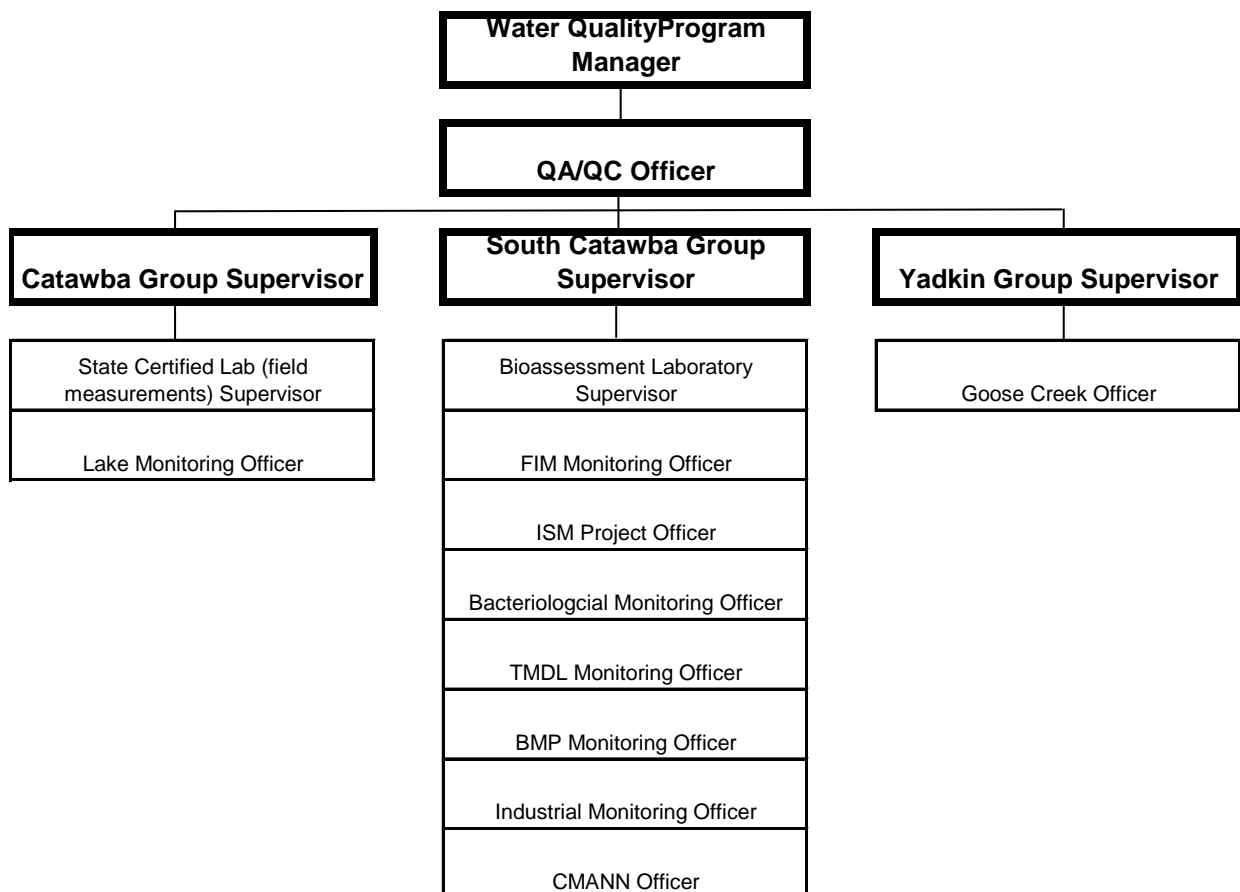 Water QualityProgram
Manager
QA/QC Officer
Catawba Group Supervisor
South Catawba Group
Supervisor
Yadkin Group Supervisor
State Certified Lab (field
measurements) Supervisor
Lake Monitoring Officer
Bioassessment Laboratory
Supervisor
FIM Monitoring Officer
ISM Project Officer
Bacteriologcial Monitoring Officer
TMDL Monitoring Officer
BMP Monitoring Officer
Industrial Monitoring Officer
CMANN Officer
Goose Creek Officer